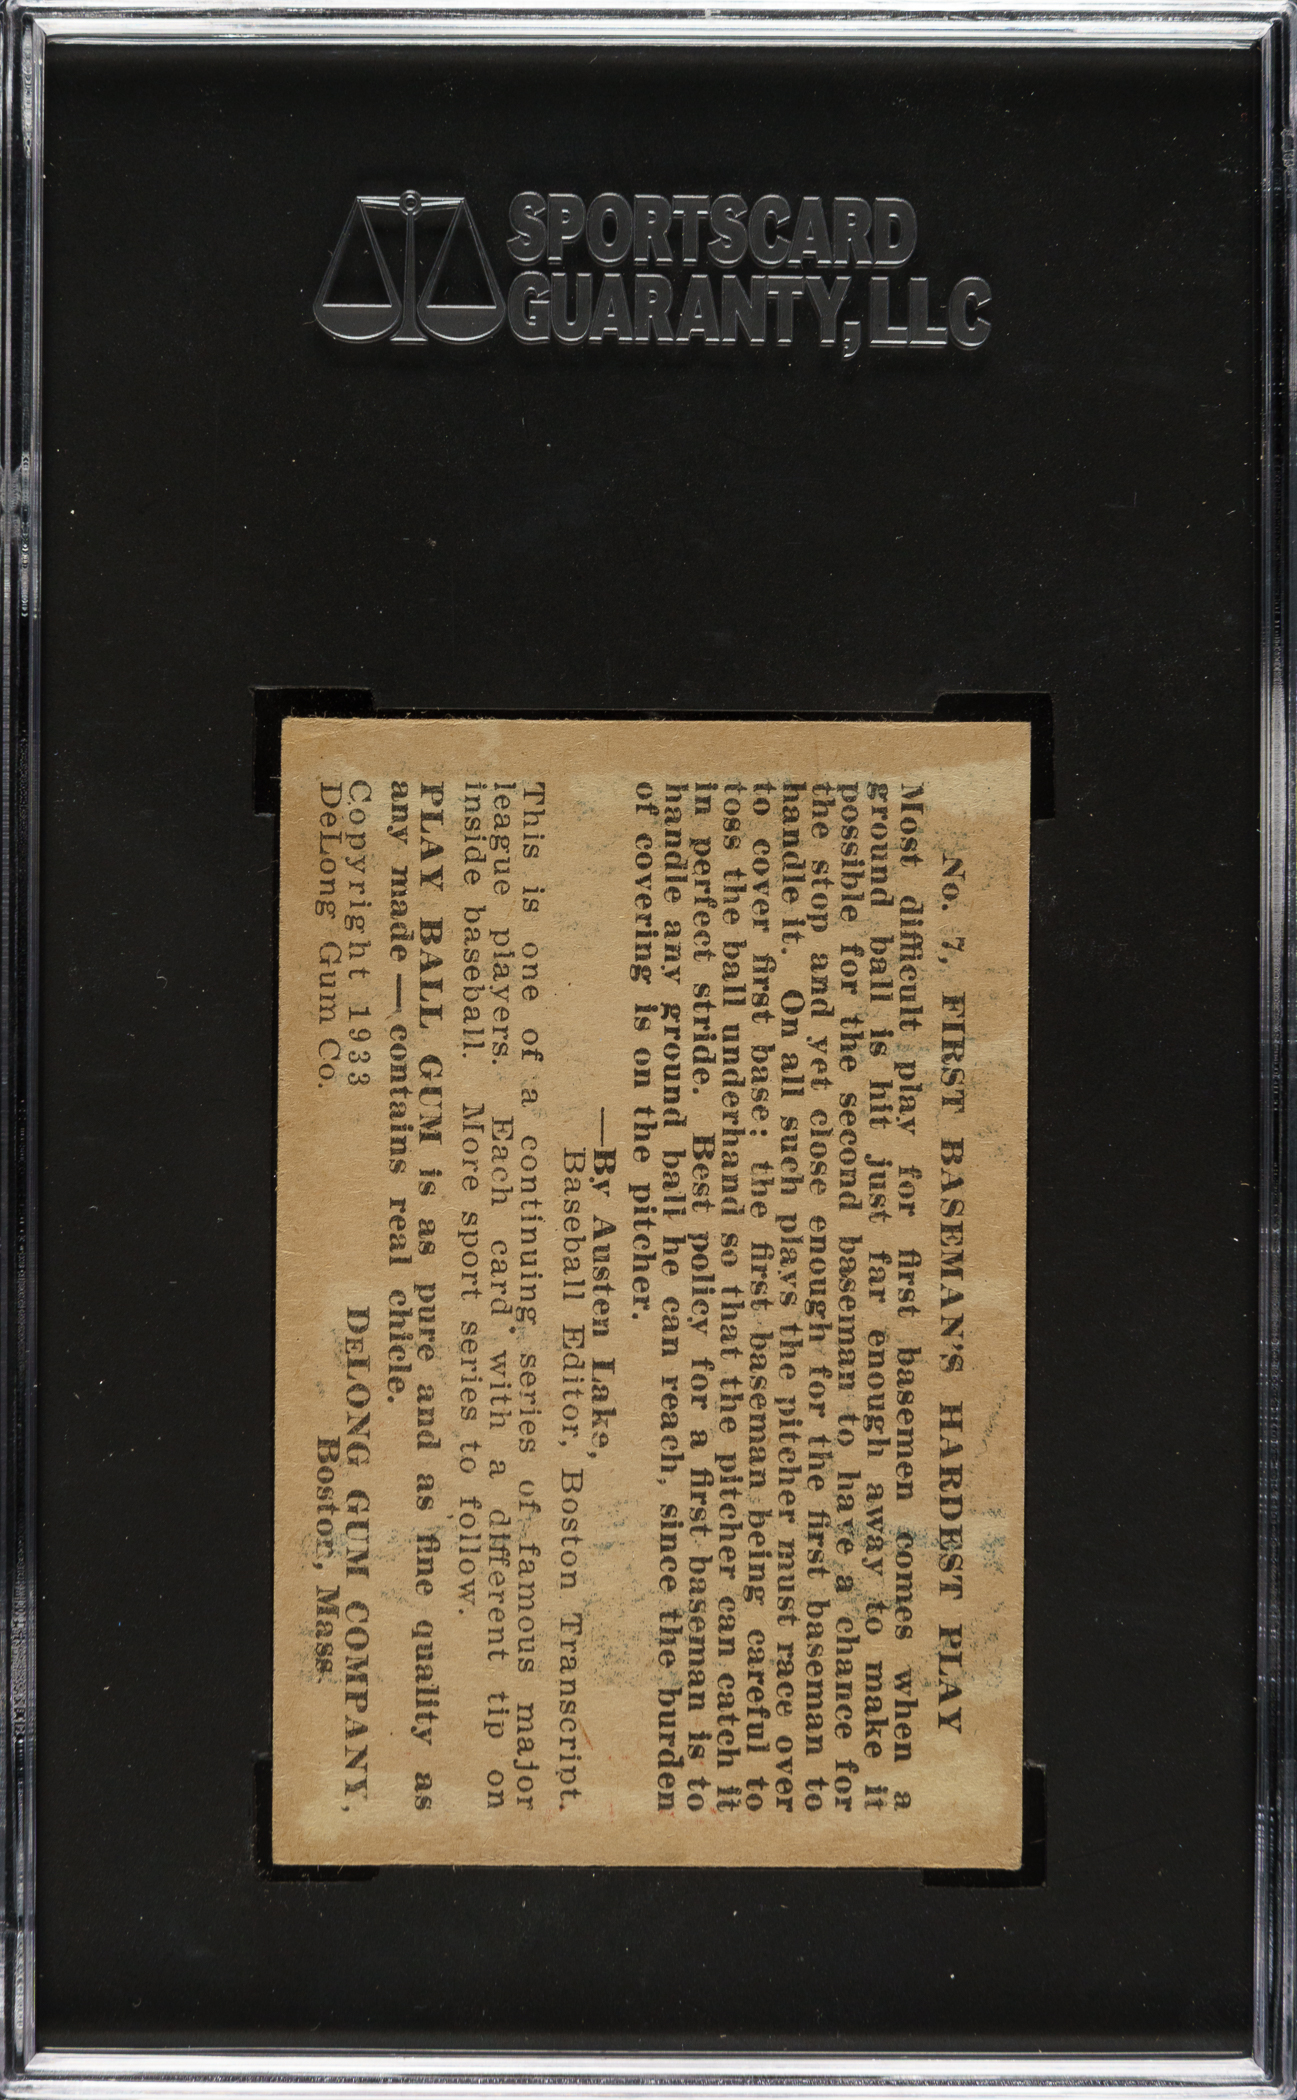 SPORTSCARD
GUARANTY, LLC
No. 7, FIRST BASEMAN'S HARDEST PLAY
Most difficult play for first basemen comes when a
ground ball is hit just far enough away to make it
possible for the second baseman to have a chance for
the stop and yet close enough for the first baseman to
handle it. On all such plays the pitcher must race over
to cover first base; the first baseman being careful to
toss the ball underhand so that the pitcher can catch it
in perfect stride. Best policy for a first baseman is to
handle any ground ball he can reach, since the burden
of covering is on the pitcher.
—By Austen Lake,
Baseball Editor, Boston Transcript.
This is one of a continuing series of famous major
league players. Each card with a different tip on
inside baseball. More sport series to follow.
PLAY BALL GUM is as pure and as fine quality as
any made — contains real chicle.
DELONG GUM COMPANY,
Boston, Mass.
Copyright 1933
DeLong Gum Co.